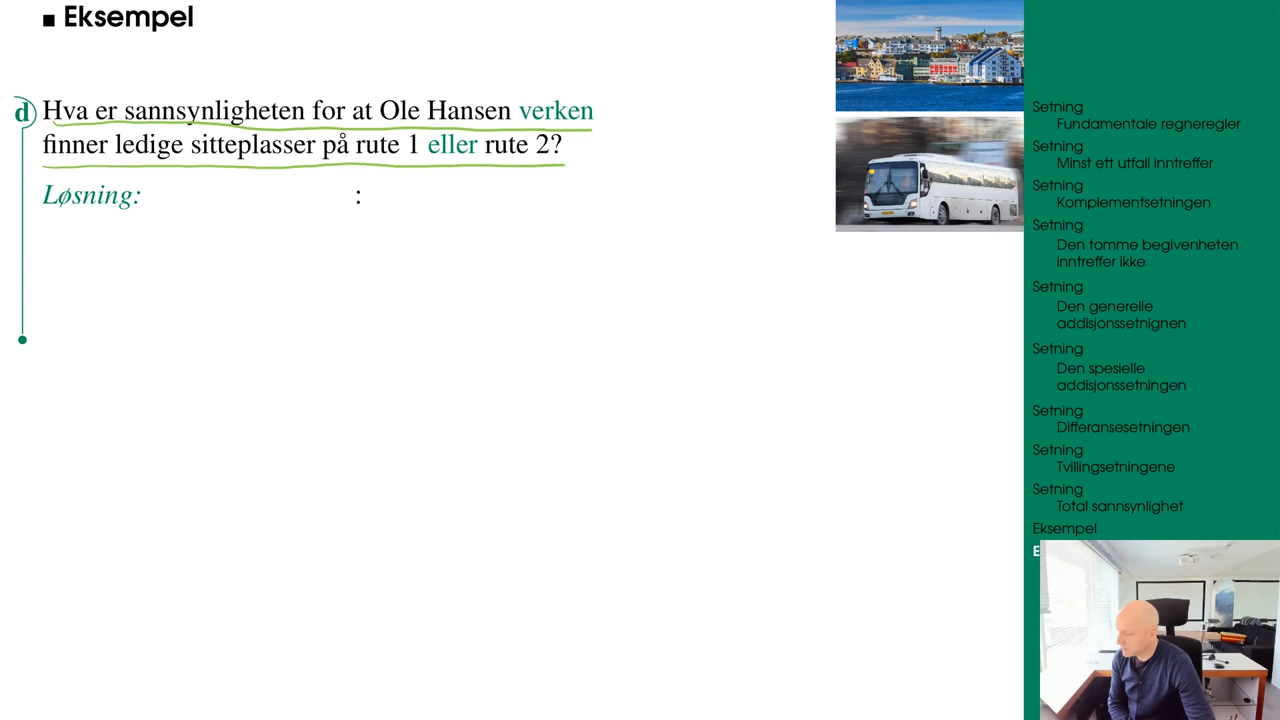 ■ Eksempel
d Hva er sannsynligheten for at Ole Hansen verken
finner ledige sitteplasser på rute 1 eller rute 2?
Løsning: :
Setning
Fundamentale regneregler
Setning
Minst ett utfall inntreffer
Setning
Komplementsetningen
Setning
Den tomme begivenheten
inntreffer ikke
Setning
Den generelle
addisjonssetnignen
Setning
Den spesielle
addisjonssetningen
Setning
Differansesetningen
Setning
Tvillingsetningene
Setning
Total sannsynlighet
Eksempel